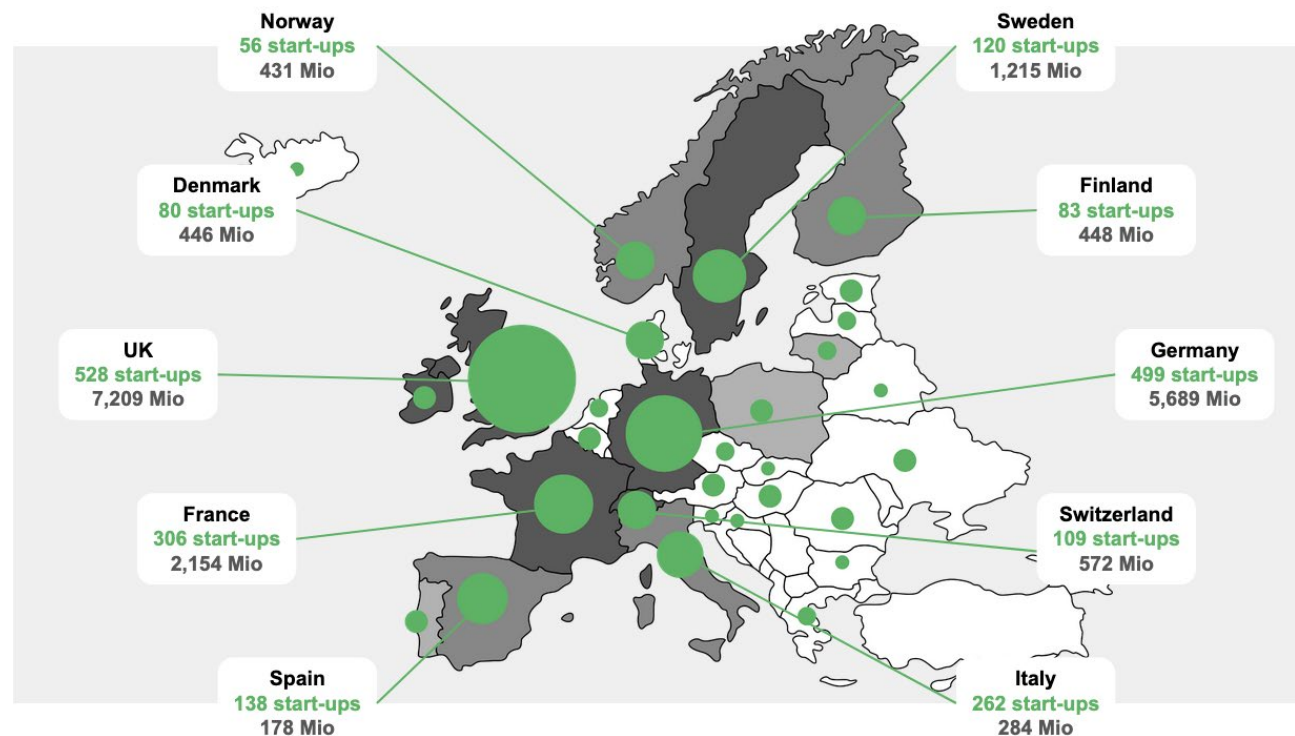 Norway
56 start-ups
431 Mio
Sweden
120 start-ups
1,215 Mio
Denmark
80 start-ups
446 Mio
Finland
83 start-ups
448 Mio
UK
528 start-ups
7,209 Mio
Germany
499 start-ups
5,689 Mio
France
306 start-ups
2,154 Mio
Switzerland
109 start-ups
572 Mio
Spain
138 start-ups
178 Mio
Italy
262 start-ups
284 Mio